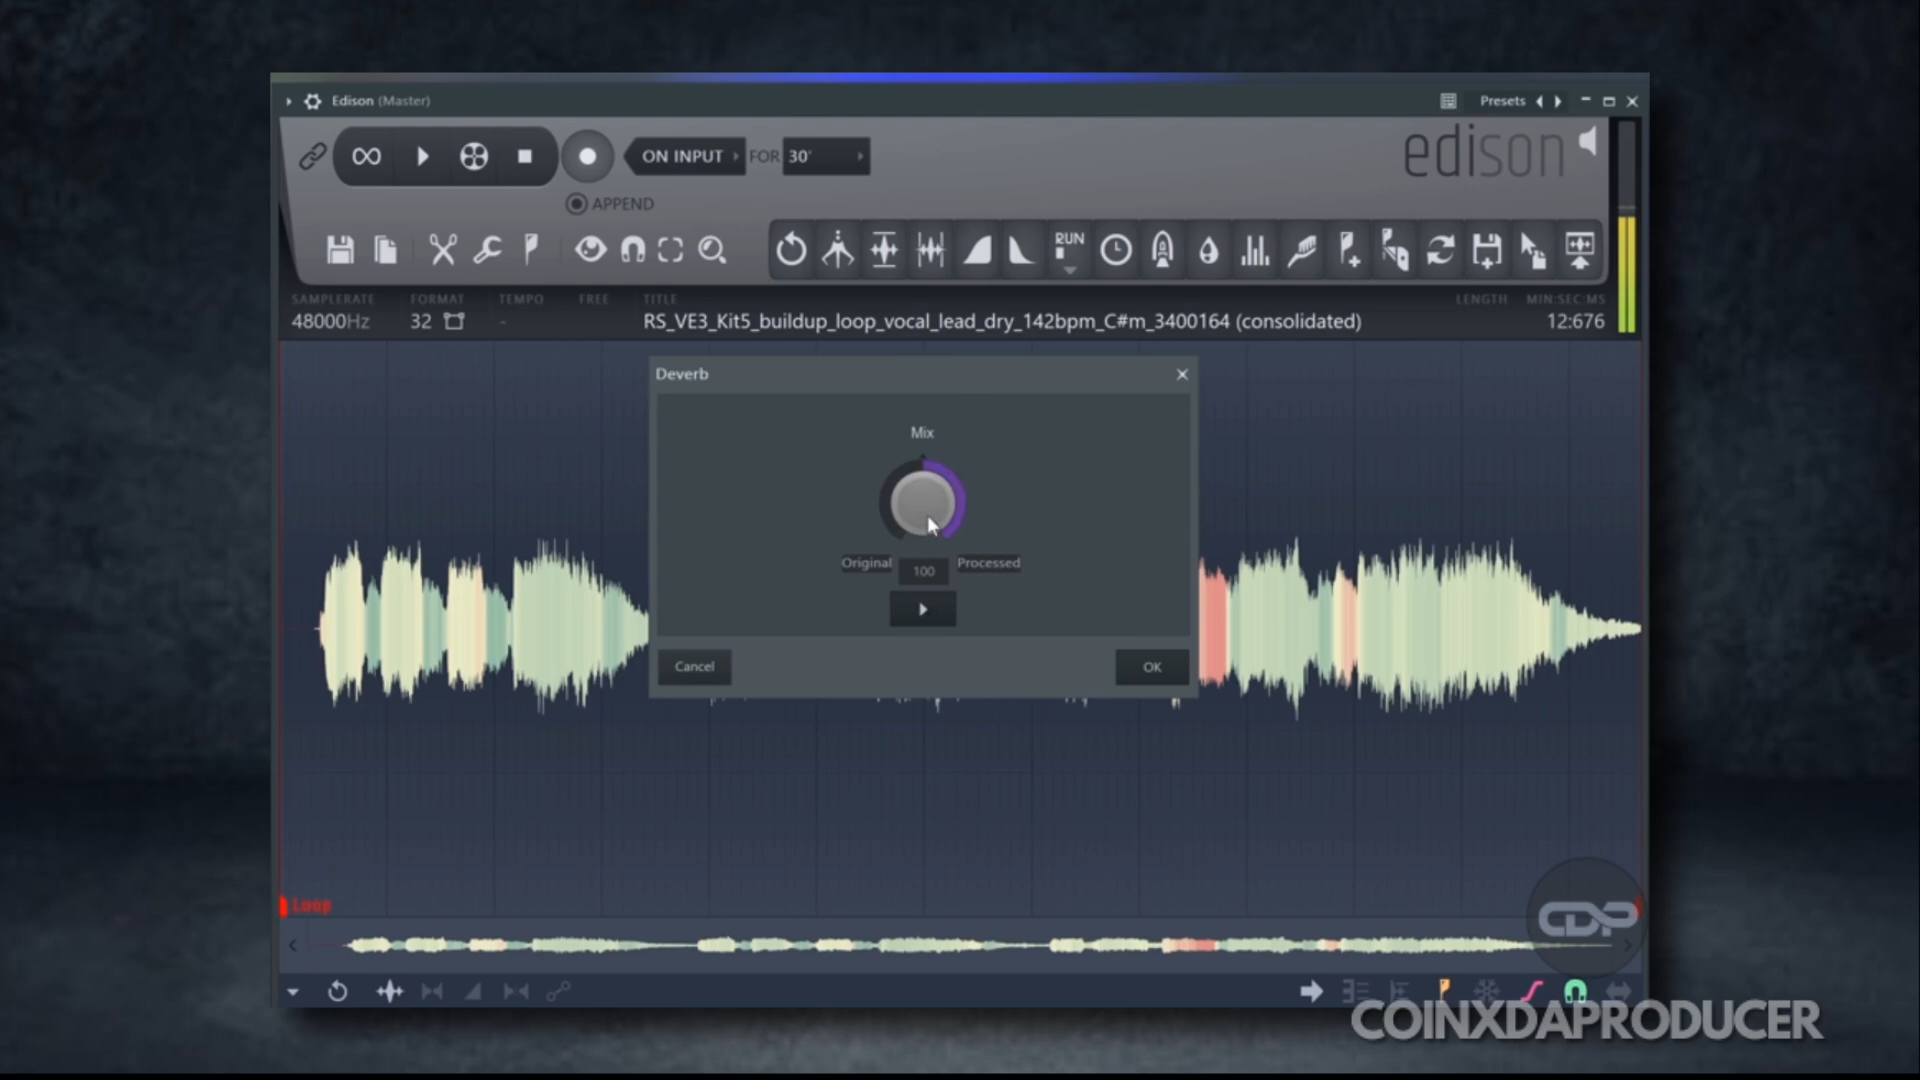 Edison (Master)
Presets
ON INPUT
FOR
30'
edison
APPEND
RUN
SAMPLERATE
FORMAT
TEMPO
FREE
TITLE
LENGTH
MIN:SEC:MS
48000Hz
32
-
RS_VE3_Kit5_buildup_loop_vocal_lead_dry_142bpm_C#m_3400164 (consolidated)
12:676
Deverb
Mix
Original
100
Processed
Cancel
OK
Loop
CDP
COINXDAPRODUCER